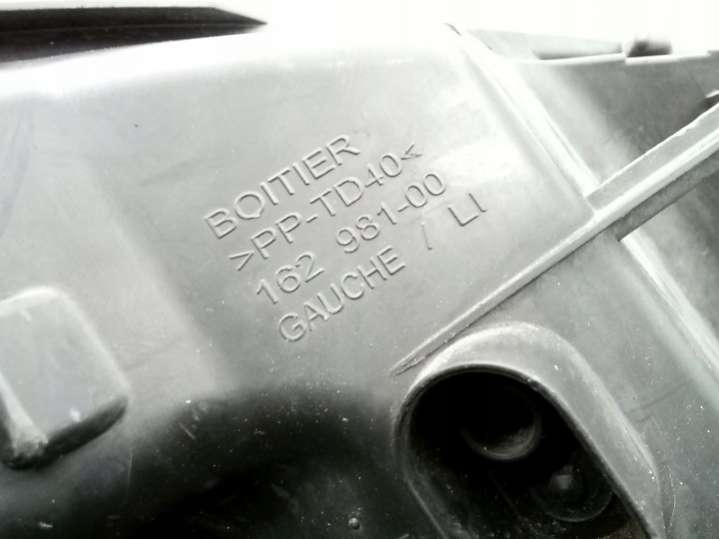 BOITIER
>PP-TD40<
162 981-00
GAUCHE / LI